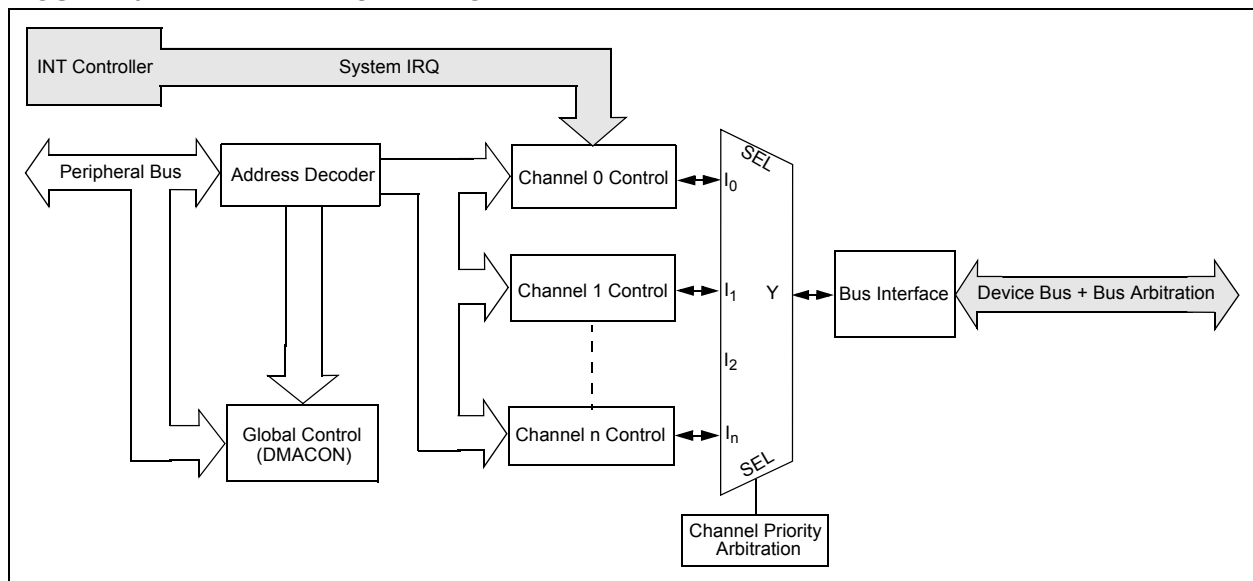 INT Controller
System IRQ
Peripheral Bus
Address Decoder
Channel 0 Control
SEL
I0
Channel 1 Control
I1
Y
Bus Interface
Device Bus + Bus Arbitration
I2
Global Control
(DMACON)
Channel n Control
In
SEL
Channel Priority
Arbitration